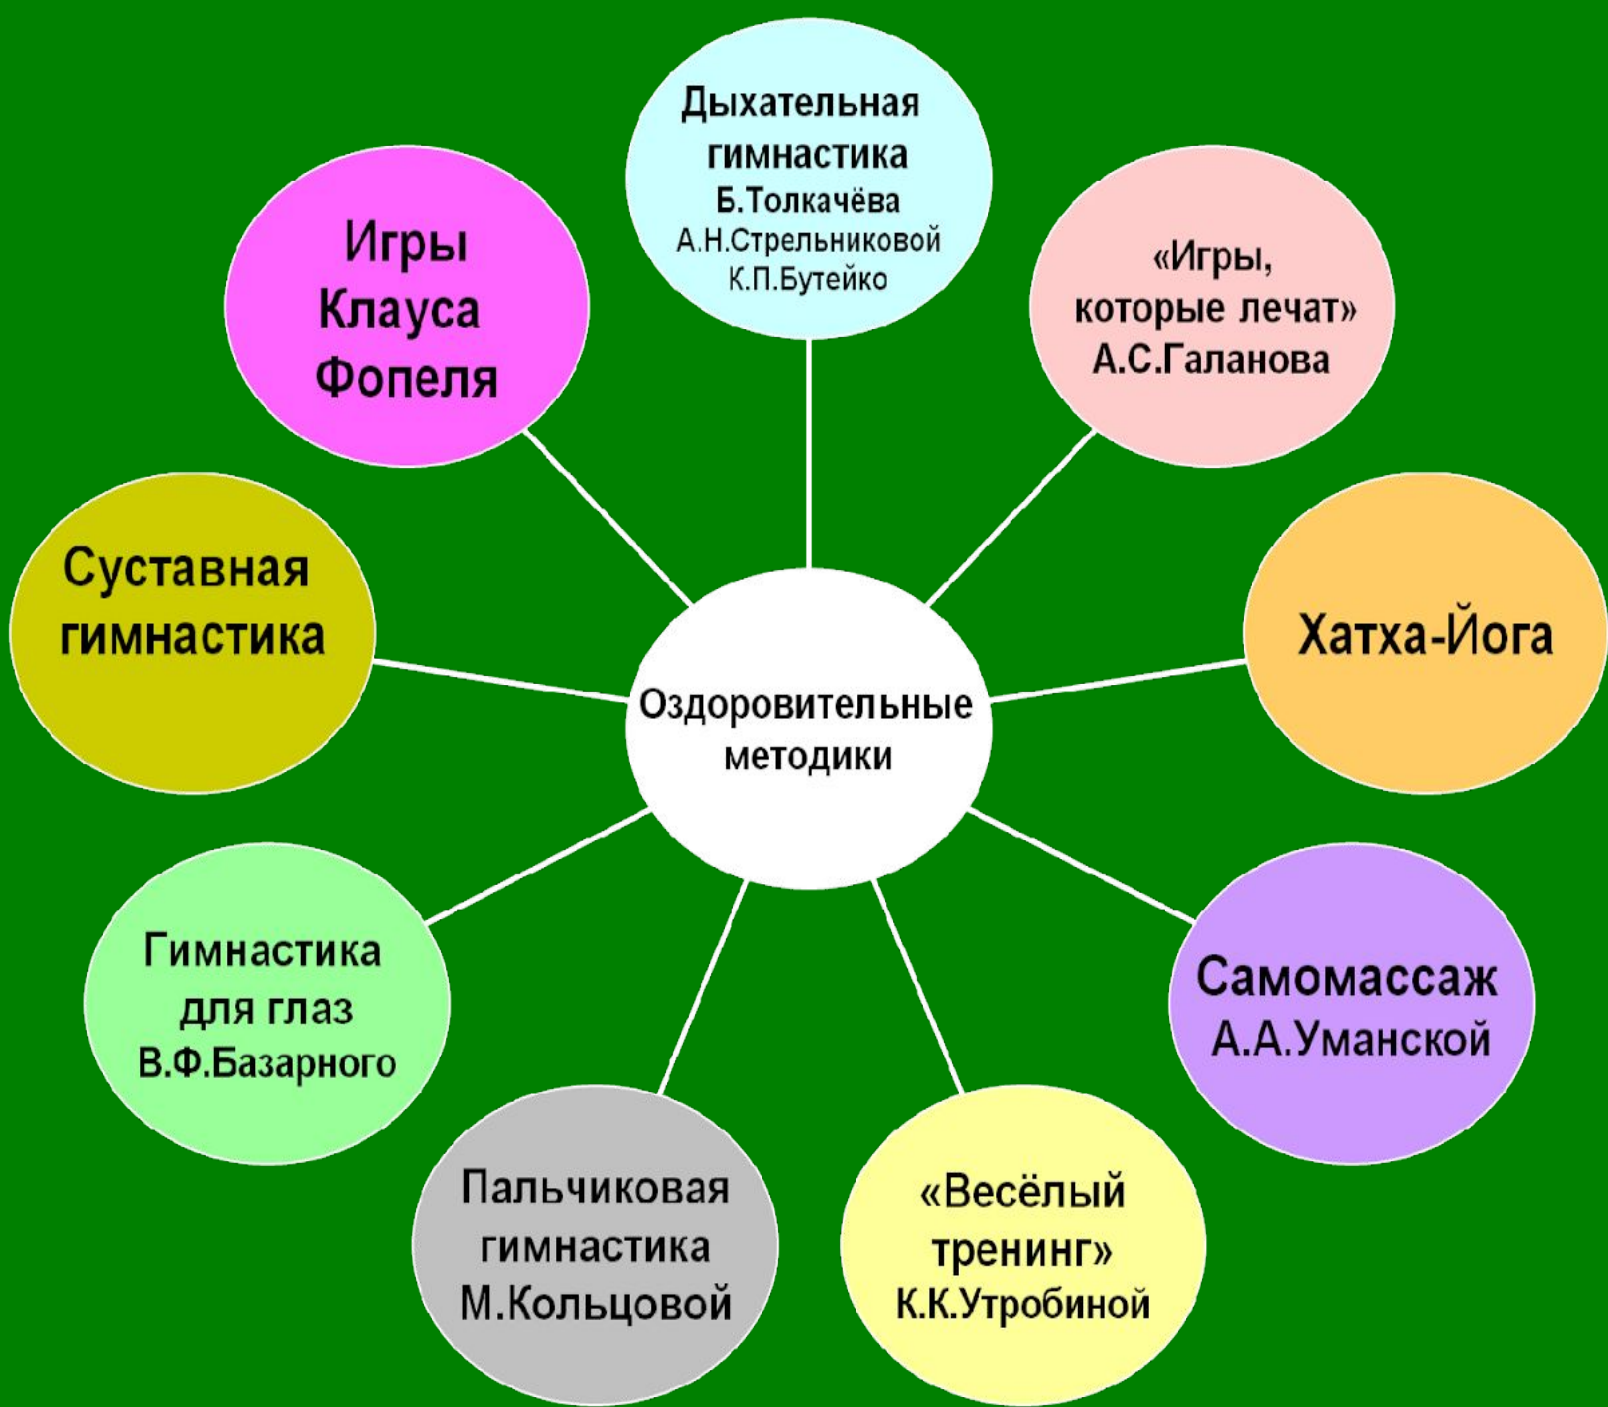 Дыхательная
гимнастика
Б.Толкачёва
А.Н.Стрельниковой
К.П.Бутейко
«Игры,
которые лечат»
А.С.Галанова
Хатха-Йога
Самомассаж
А.А.Уманской
«Весёлый
тренинг»
К.К.Утробиной
Пальчиковая
гимнастика
М.Кольцовой
Гимнастика
для глаз
В.Ф.Базарного
Суставная
гимнастика
Игры
Клауса
Фопеля
Оздоровительные
методики